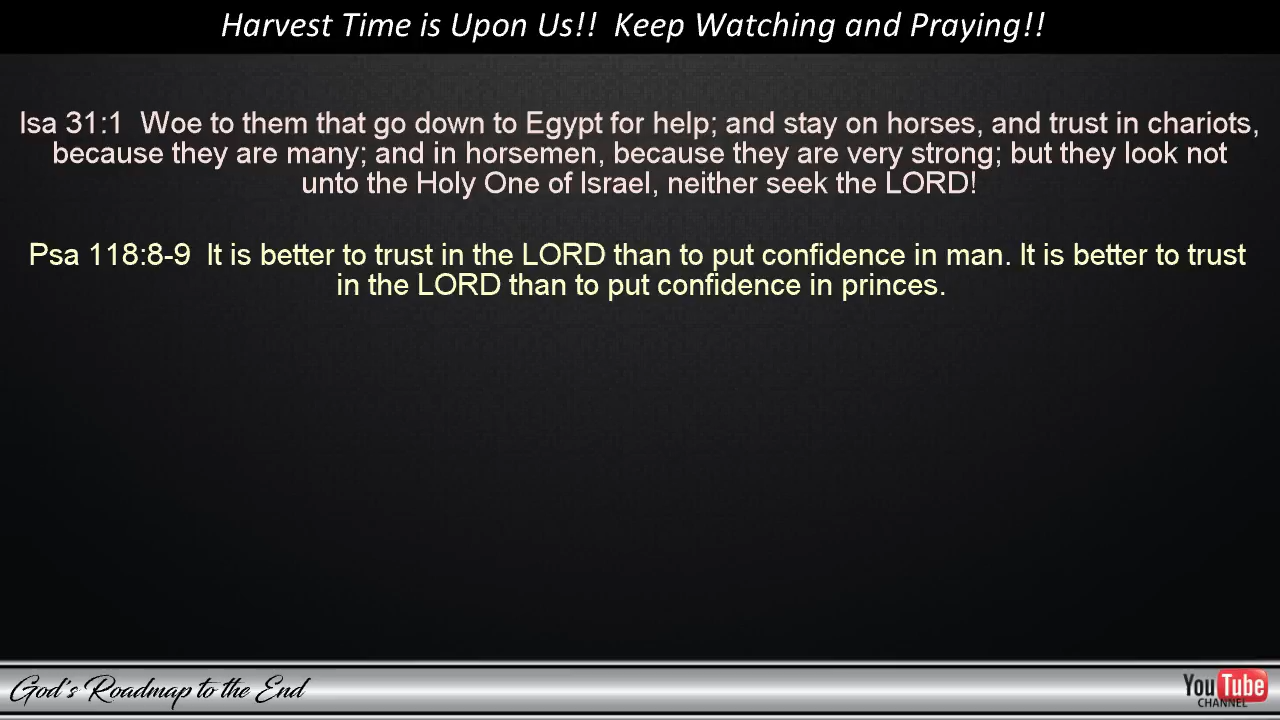 Harvest Time is Upon Us!!  Keep Watching and Praying!!
Isa 31:1  Woe to them that go down to Egypt for help; and stay on horses, and trust in chariots,
because they are many; and in horsemen, because they are very strong; but they look not
unto the Holy One of Israel, neither seek the LORD!
Psa 118:8-9  It is better to trust in the LORD than to put confidence in man. It is better to trust
in the LORD than to put confidence in princes.
God's Roadmap to the End
YouTube
CHANNEL